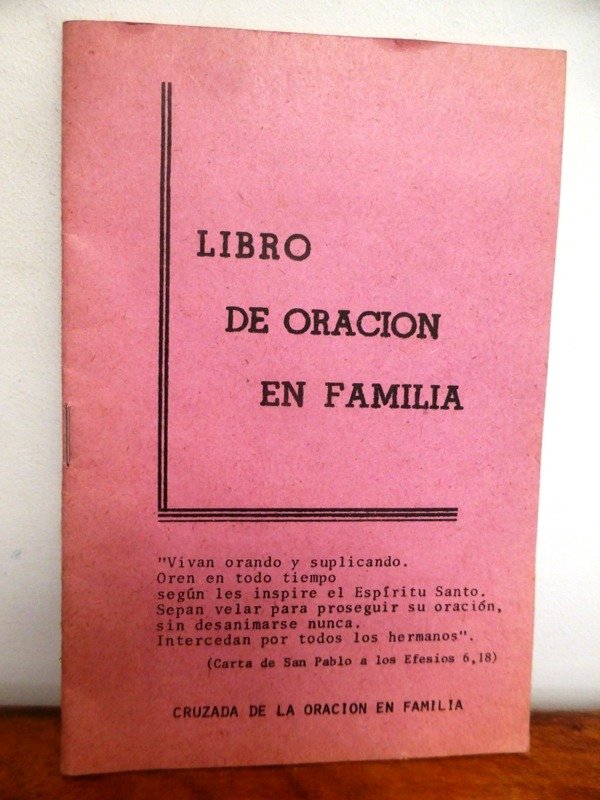 LIBRO
DE ORACION
EN FAMILIA
"Vivan orando y suplicando.
Oren en todo tiempo
según les inspire el Espíritu Santo.
Sepan velar para proseguir su oración,
sin desanimarse nunca.
Intercedan por todos los hermanos".
(Carta de San Pablo a los Efesios 6,18)
CRUZADA DE LA ORACION EN FAMILIA